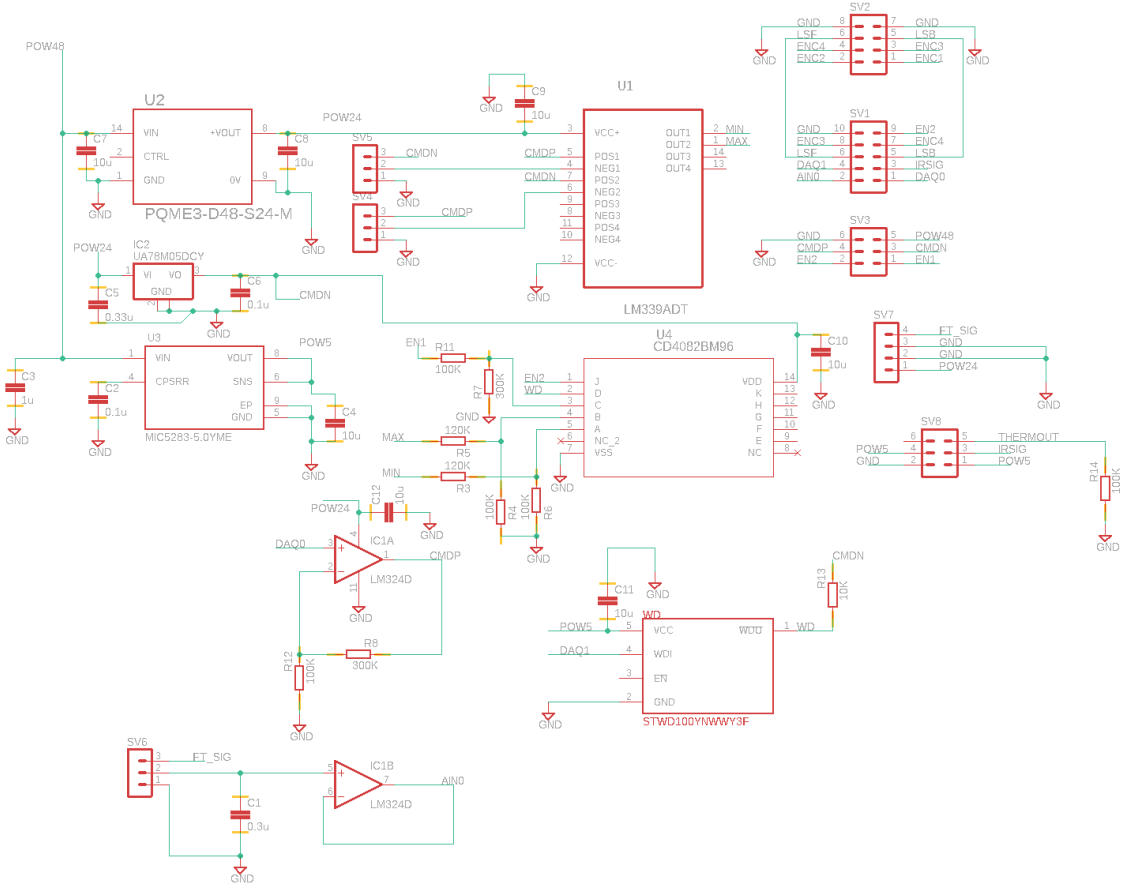 SV2
GND 8 7 GND
LSF 6 5 LSB
ENC4 4 3 ENC3
ENC2 2 1 ENC1
GND
GND
POW48
U2
14 VIN +VOUT 8
2 CTRL
1 GND 0V 9
PQME3-D48-S24-M
C7
10u
GND
C8
10u
GND
POW24
GND
C9
10u
U1
3 VCC+ OUT1 2 MIN
OUT2 1 MAX
CMDP 5 POS1 OUT3 14
4 NEG1 OUT4 13
CMDN 7 POS2
6 NEG2
9 POS3
8 NEG3
11 POS4
10 NEG4
12 VCC-
GND
LM339ADT
SV5
3 CMDN
2
1
GND
SV4
3 CMDP
2
1
GND
SV1
GND 10 9 EN2
ENC3 8 7 ENC4
LSF 6 5 LSB
DAQ1 4 3 IRSIG
AIN0 2 1 DAQ0
SV3
GND 6 5 POW48
CMDP 4 3 CMDN
EN2 2 1 EN1
GND
POW24
IC2
UA78M05DCY
1 VI VO 3
GND
2
C5
0.33u
C6
0.1u
GND
CMDN
U3
1 VIN VOUT 8
4 CPSRR SNS 6
EP 9
GND 5
MIC5283-5.0YME
POW5
C3
1u
GND
C2
0.1u
GND
C4
10u
GND
EN1
R11
100K
R7
300K
GND
U4
CD4082BM96
EN2 1 J VDD 14
WD 2 D K 13
3 C H 12
4 B G 11
5 A F 10
6 NC_2 E 9
7 VSS NC 8
GND
C10
10u
GND
MAX
120K
R5
MIN
120K
R3
100K
R4
100K
R6
GND
SV7
4 FT_SIG
3 GND
2 GND
1 POW24
GND
SV8
6 5 THERMOUT
POW5 4 3 IRSIG
GND 2 1 POW5
R14
100K
GND
POW24
C12
10u
GND
IC1A
DAQ0 3
2
4
11
1 CMDP
LM324D
GND
R8
300K
R12
100K
GND
CMDN
R13
10K
GND
C11
10u
WD
POW5 5 VCC WDO 1 WD
DAQ1 4 WDI
3 EN
2 GND
GND
STWD100YNWWY3F
SV6
3 FT_SIG
2
1
C1
0.3u
GND
IC1B
5
6
7 AIN0
LM324D